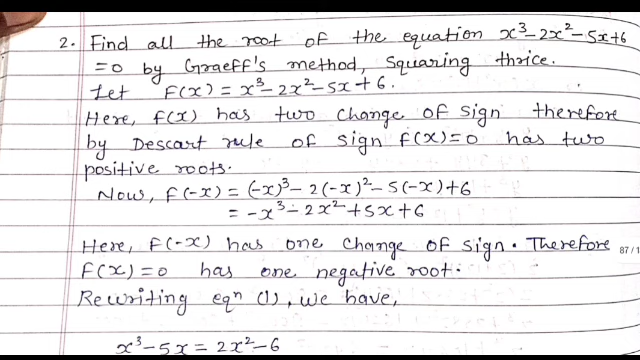 2. Find all the root of the equation x³-2x²-5x+6
=0 by Graeff's method, Squaring thrice.
Let F(x) = x³-2x²-5x+6.
Here, f(x) has two change of sign therefore
by Descart rule of sign f(x)=0 has two
positive roots.
Now, f(-x) = (-x)³-2(-x)²-5(-x)+6
= -x³-2x²+5x+6
Here, f(-x) has one change of sign. Therefore
f(x)=0 has one negative root.
87/1
Rewriting eqⁿ (1), we have,
x³-5x = 2x²-6